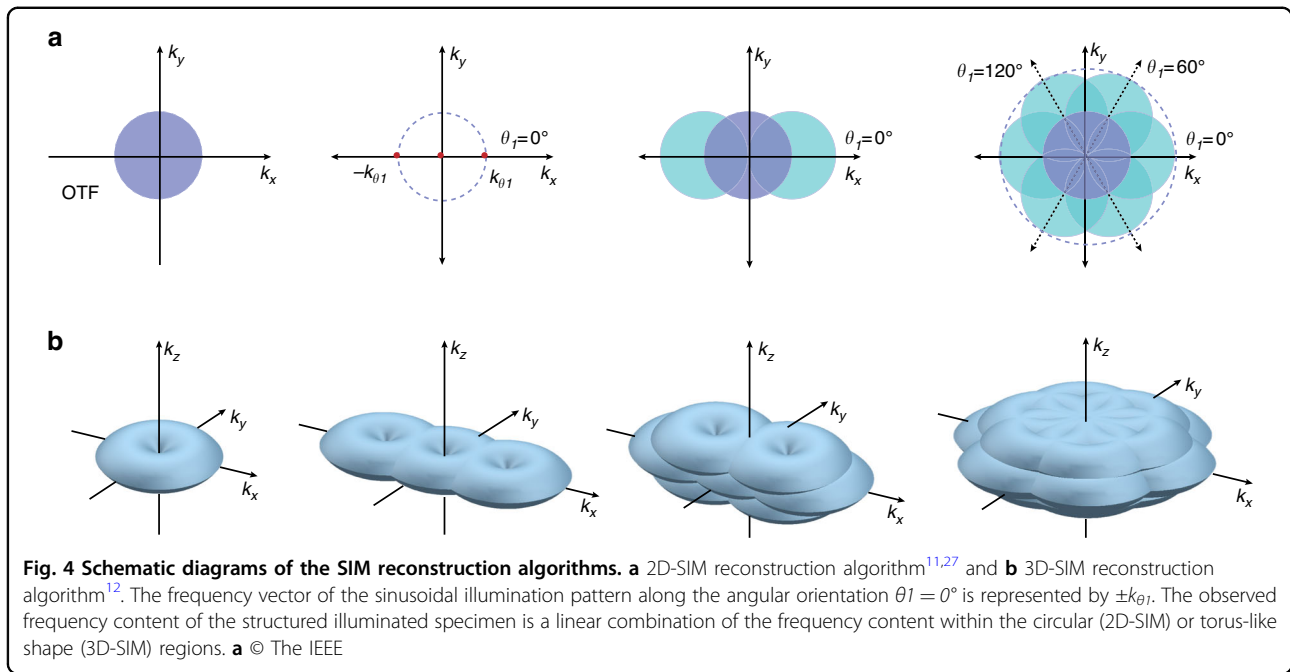 a
k_y
k_x
OTF
k_y
θ_1=0°
−k_θ1
k_θ1
k_x
k_y
θ_1=0°
k_x
k_y
θ_1=120°
θ_1=60°
θ_1=0°
k_x
b
k_z
k_y
k_x
k_z
k_y
k_x
k_z
k_y
k_x
k_z
k_y
k_x
Fig. 4 Schematic diagrams of the SIM reconstruction algorithms. a 2D-SIM reconstruction algorithm11,27 and b 3D-SIM reconstruction
algorithm12. The frequency vector of the sinusoidal illumination pattern along the angular orientation θ1 = 0° is represented by ±k_θ1. The observed
frequency content of the structured illuminated specimen is a linear combination of the frequency content within the circular (2D-SIM) or torus-like
shape (3D-SIM) regions. a © The IEEE